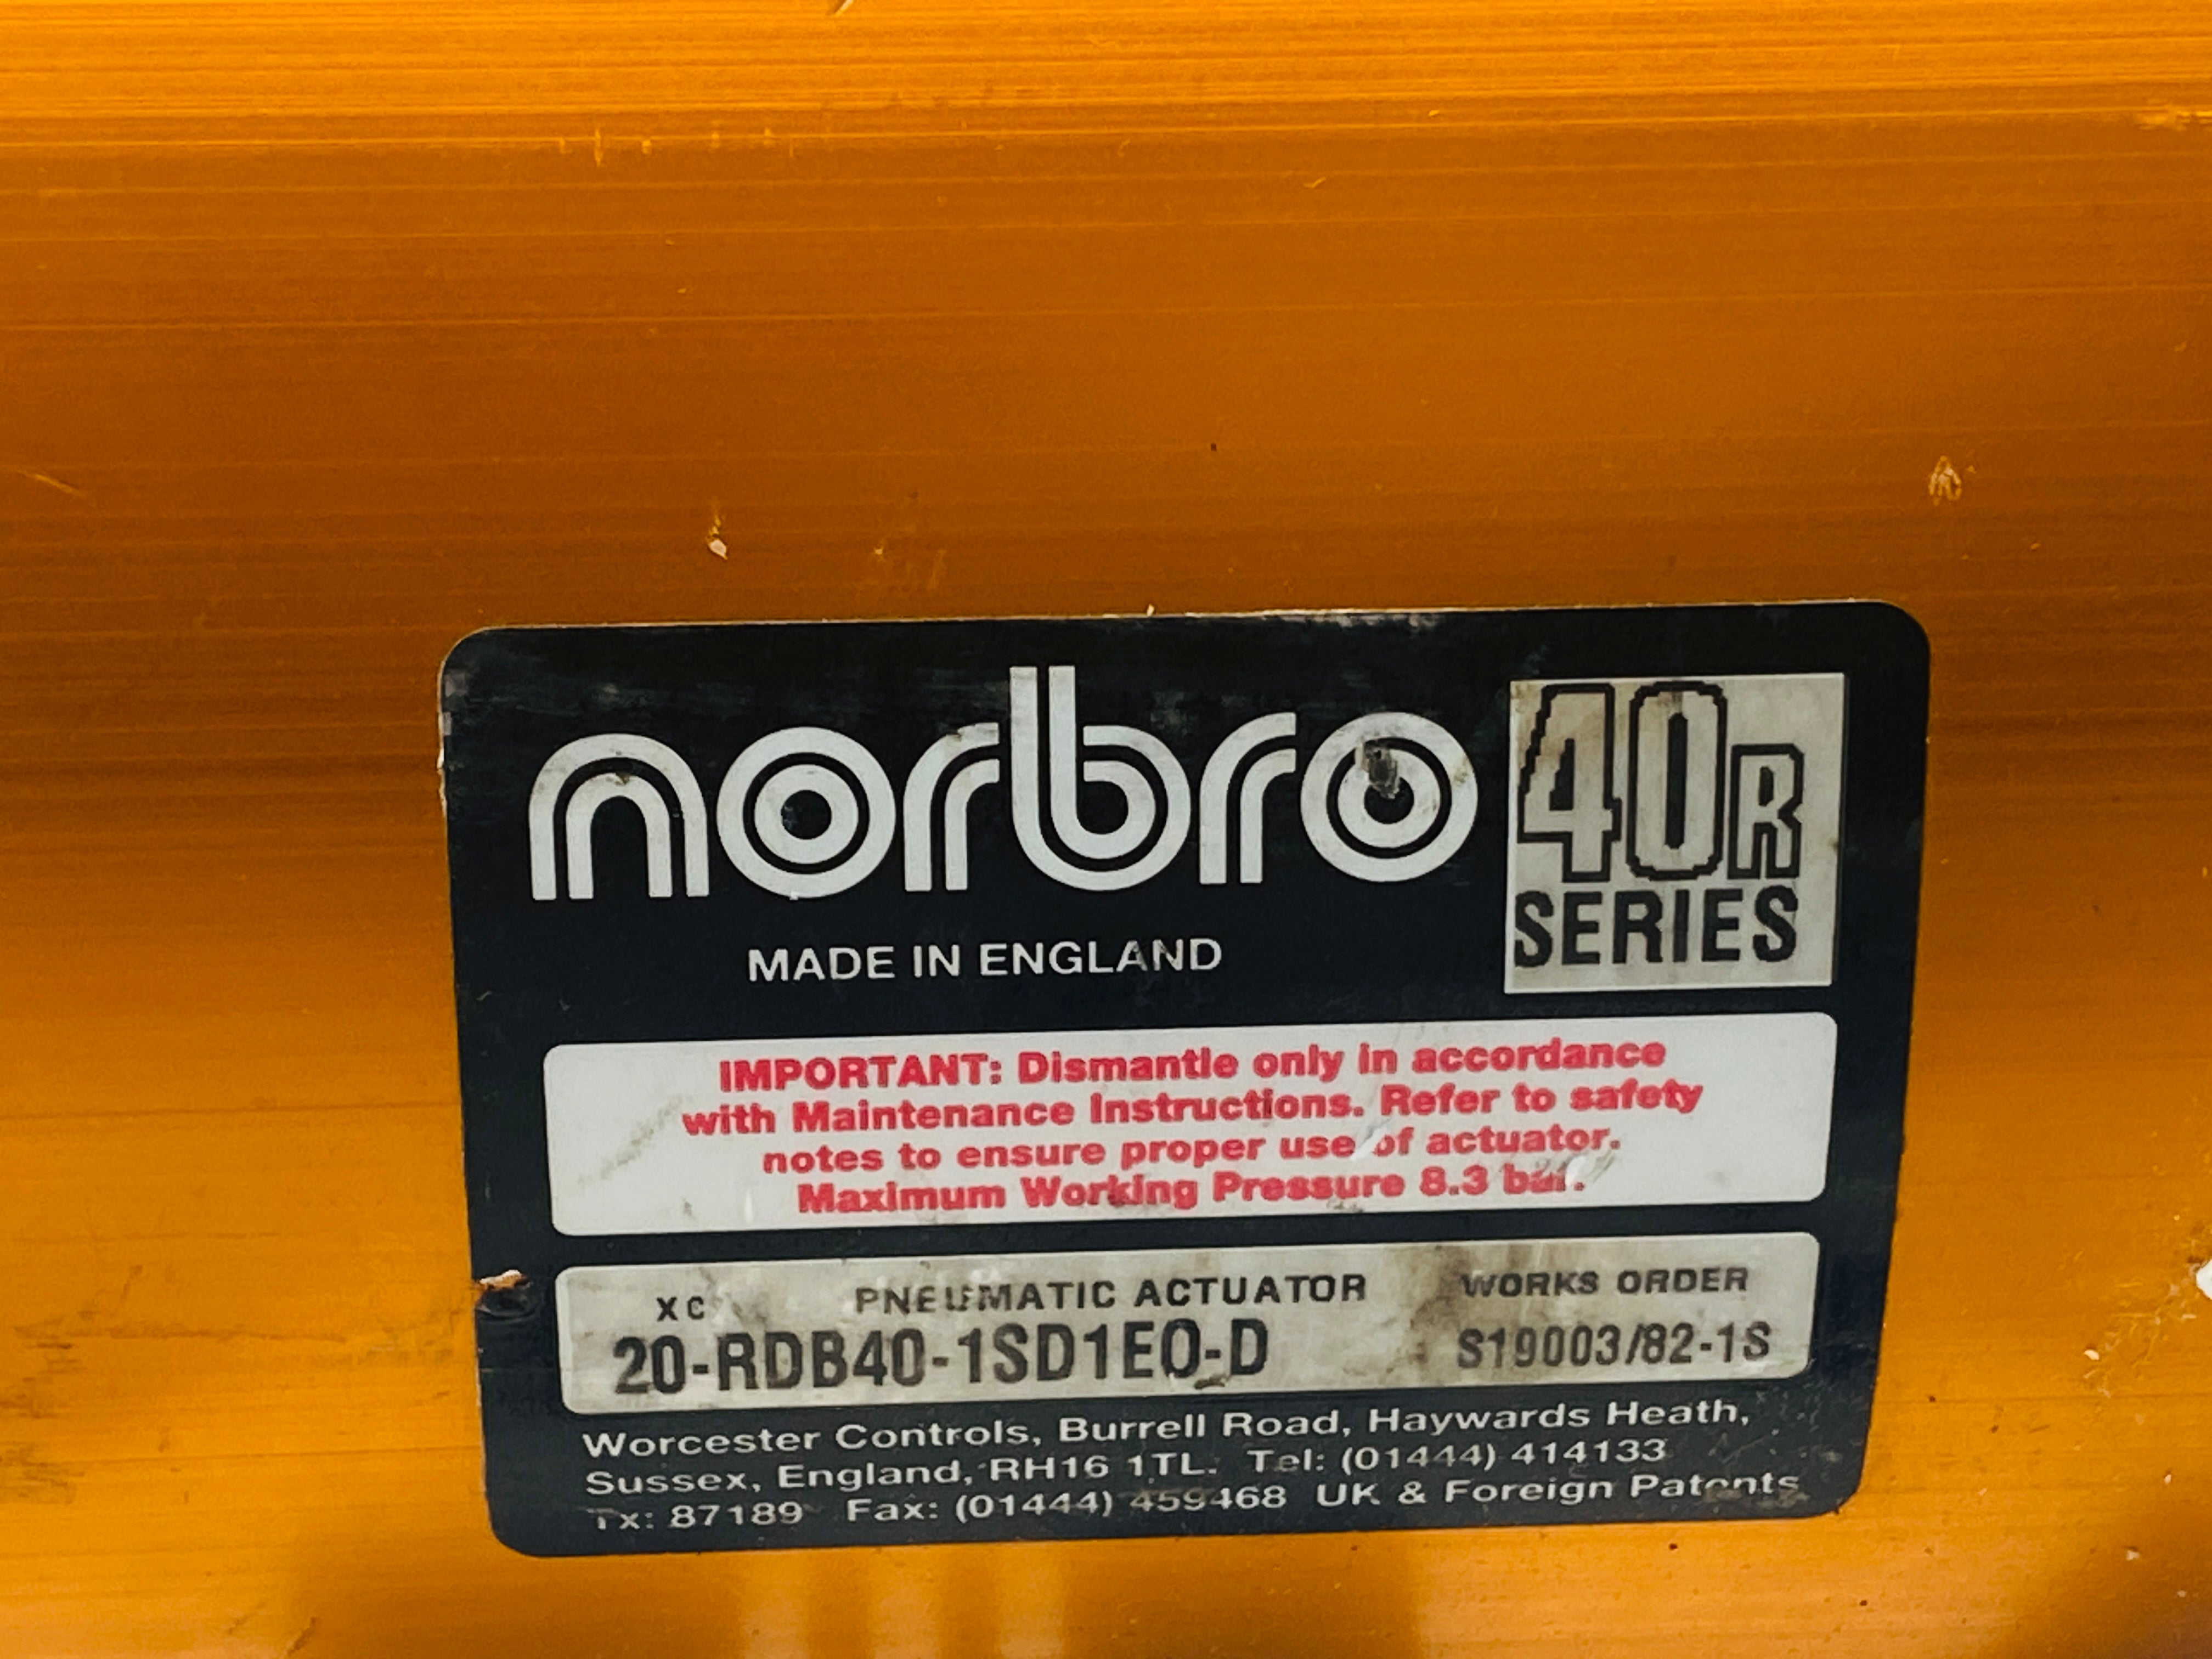 norbro
MADE IN ENGLAND
40R
SERIES
IMPORTANT: Dismantle only in accordance
with Maintenance Instructions. Refer to safety
notes to ensure proper use of actuator.
Maximum Working Pressure 8.3 bar.
XC PNEUMATIC ACTUATOR WORKS ORDER
20-RDB40-1SD1EO-D S19003/82-1S
Worcester Controls, Burrell Road, Haywards Heath,
Sussex, England, RH16 1TL. Tel: (01444) 414133
Tx: 87189 Fax: (01444) 459468 UK & Foreign Patents